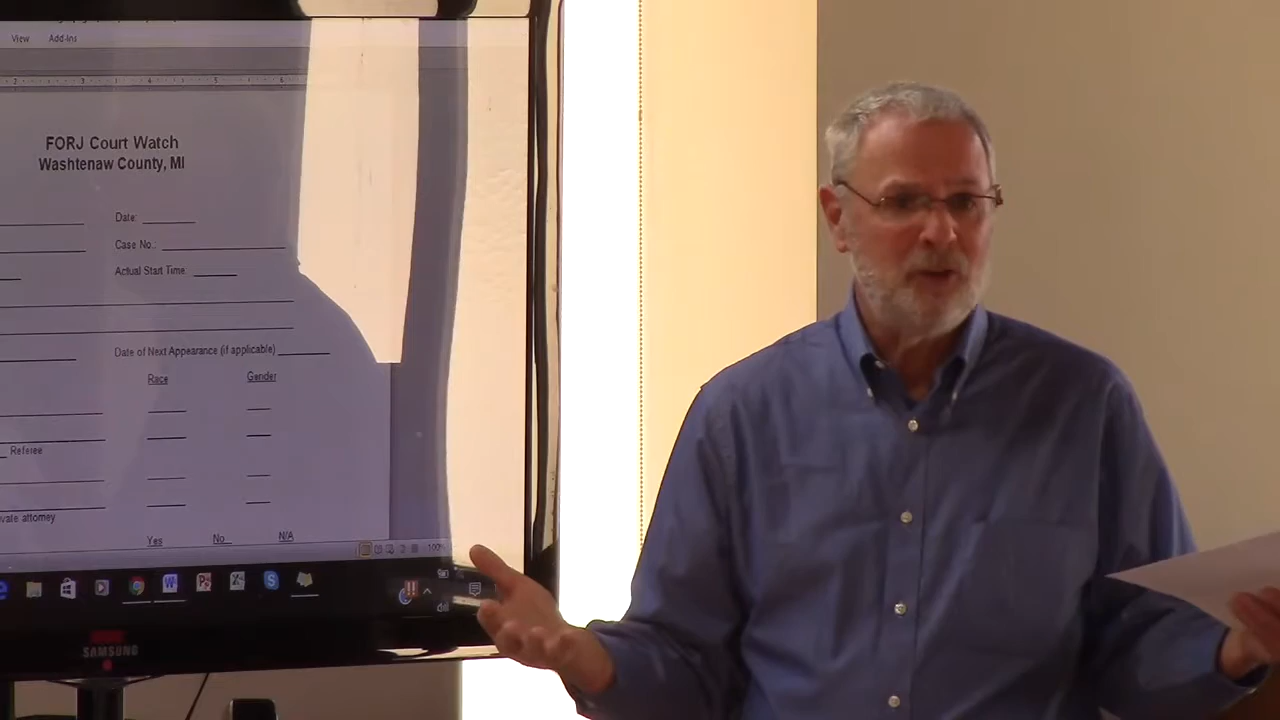 View Add-Ins
FORJ Court Watch
Washtenaw County, MI
Date:
Case No.:
Actual Start Time:
Date of Next Appearance (if applicable)
Race Gender
Referee
vate attorney
Yes No N/A
100%
SAMSUNG